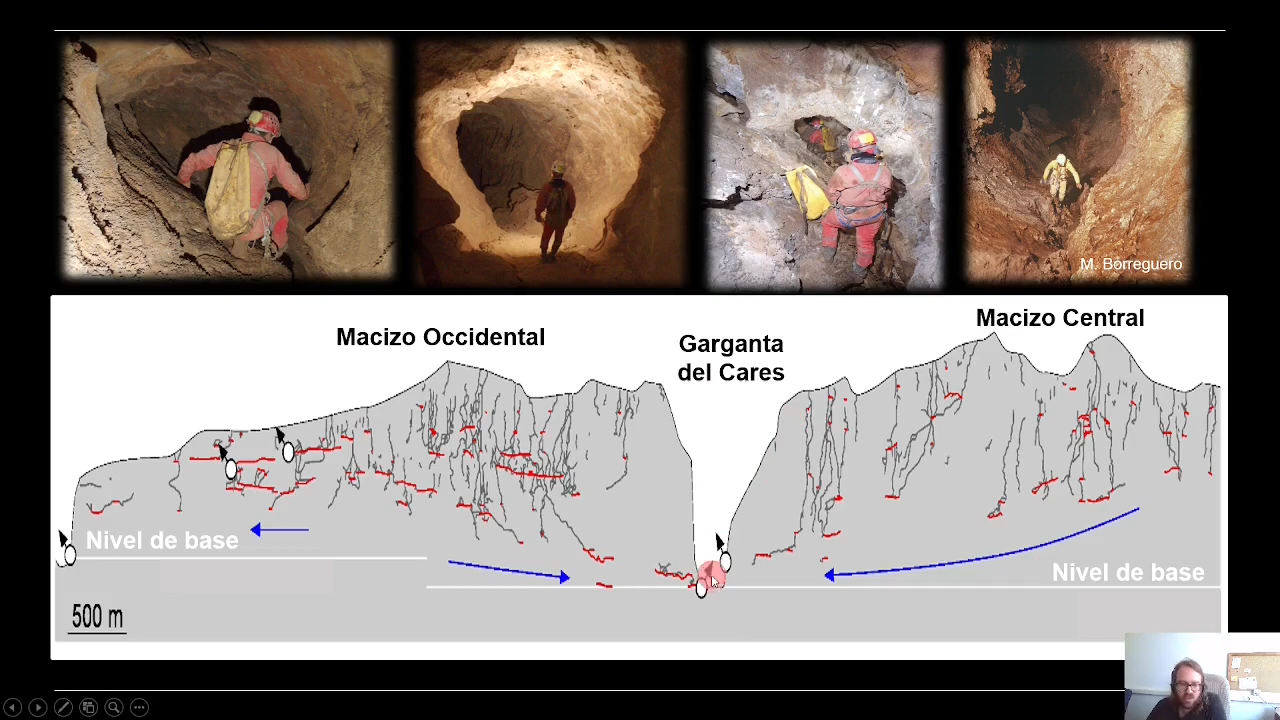 M. Borreguero
Macizo Occidental
Garganta
del Cares
Macizo Central
Nivel de base
Nivel de base
500 m